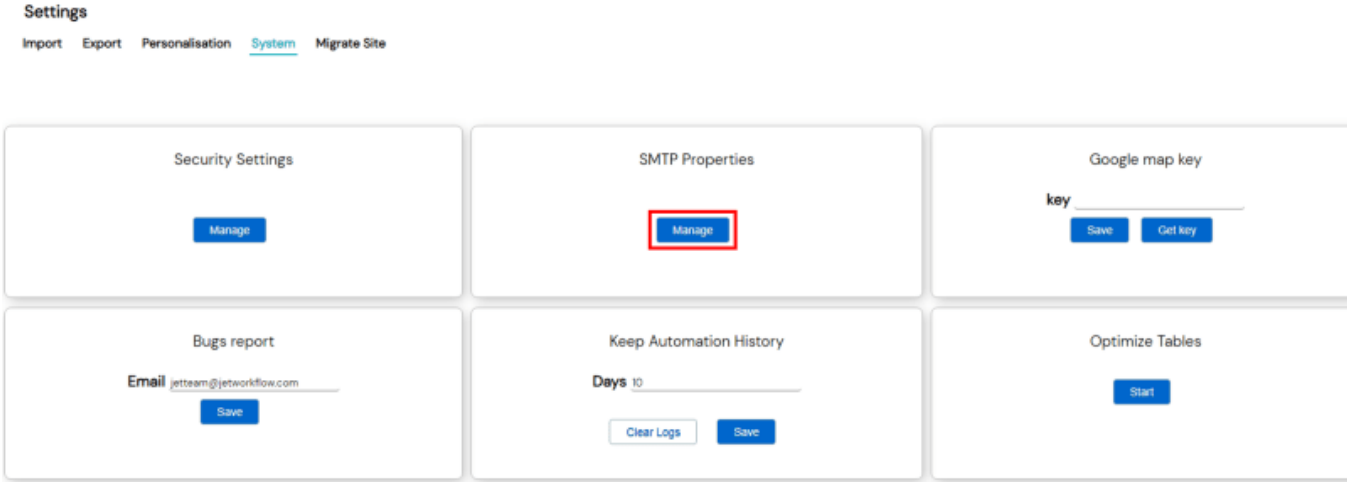 Settings
Import Export Personalisation System Migrate Site
Security Settings
Manage
SMTP Properties
Manage
Google map key
key
Save Get key
Bugs report
Email jetteam@jetworkflow.com
Save
Keep Automation History
Days 10
Clear Logs Save
Optimize Tables
Start